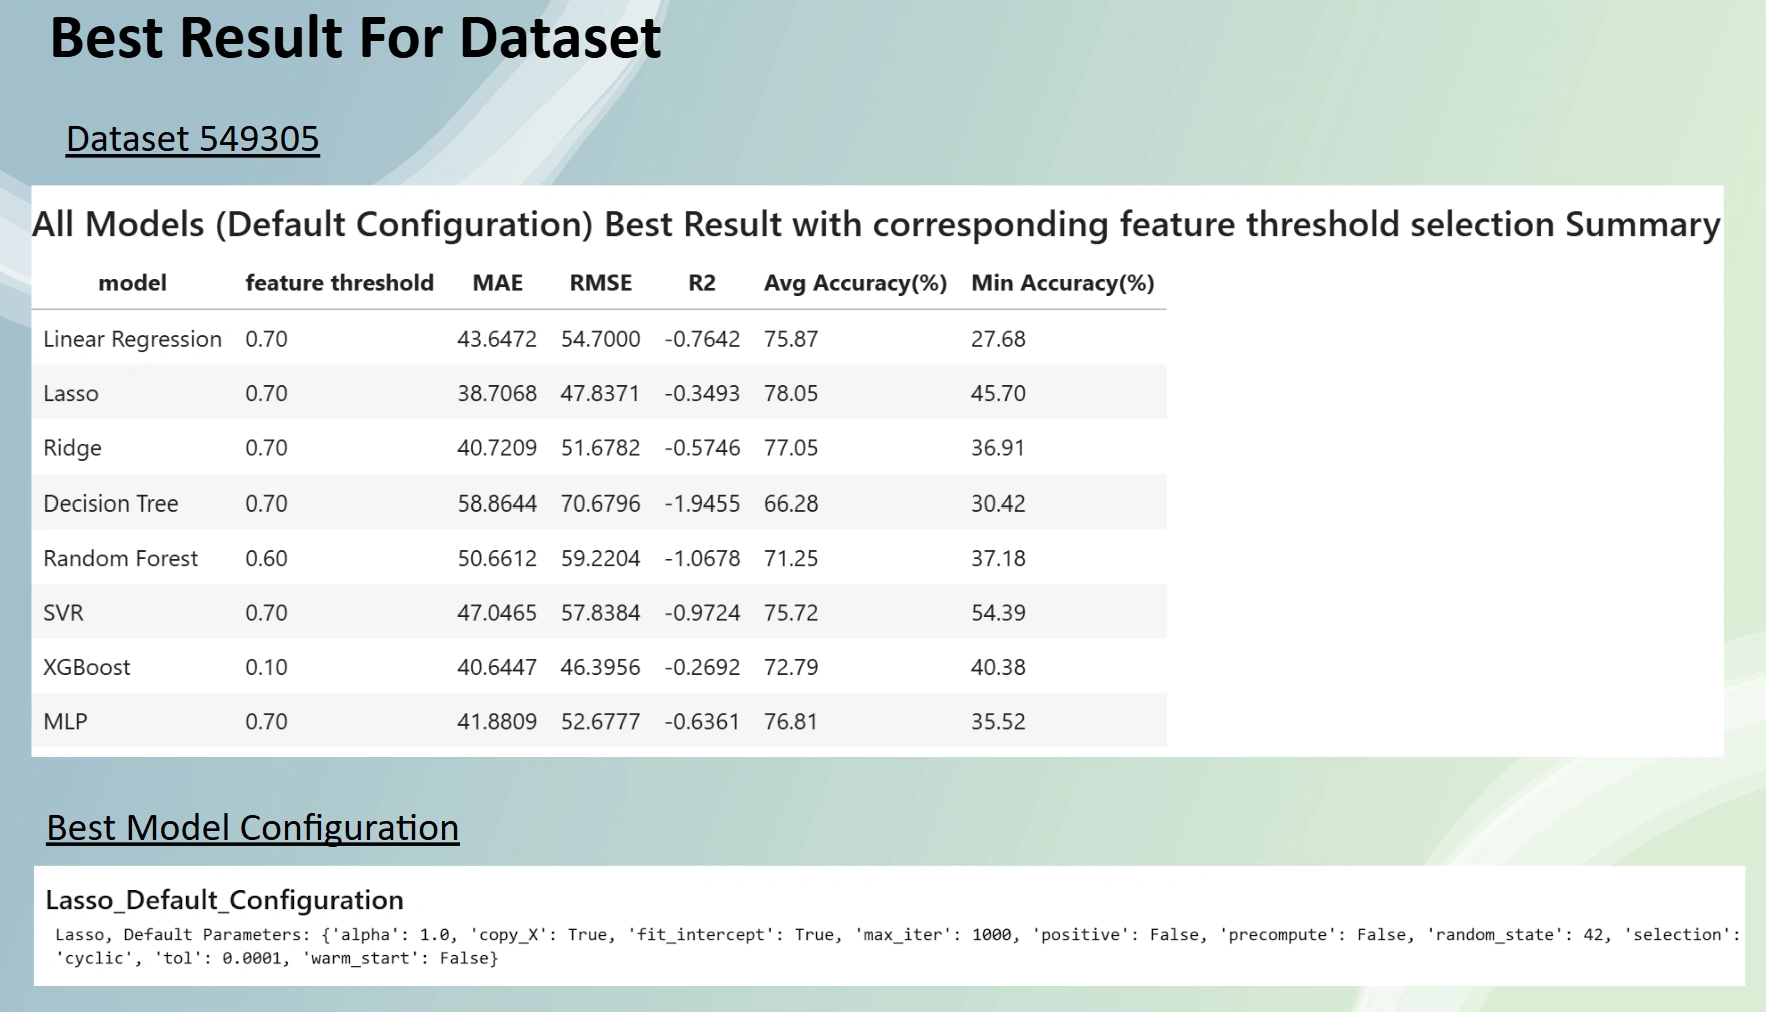 Best Result For Dataset
Dataset 549305
All Models (Default Configuration) Best Result with corresponding feature threshold selection Summary
model feature threshold MAE RMSE R2 Avg Accuracy(%) Min Accuracy(%)
Linear Regression 0.70 43.6472 54.7000 -0.7642 75.87 27.68
Lasso 0.70 38.7068 47.8371 -0.3493 78.05 45.70
Ridge 0.70 40.7209 51.6782 -0.5746 77.05 36.91
Decision Tree 0.70 58.8644 70.6796 -1.9455 66.28 30.42
Random Forest 0.60 50.6612 59.2204 -1.0678 71.25 37.18
SVR 0.70 47.0465 57.8384 -0.9724 75.72 54.39
XGBoost 0.10 40.6447 46.3956 -0.2692 72.79 40.38
MLP 0.70 41.8809 52.6777 -0.6361 76.81 35.52
Best Model Configuration
Lasso_Default_Configuration
Lasso, Default Parameters: {'alpha': 1.0, 'copy_X': True, 'fit_intercept': True, 'max_iter': 1000, 'positive': False, 'precompute': False, 'random_state': 42, 'selection':
'cyclic', 'tol': 0.0001, 'warm_start': False}